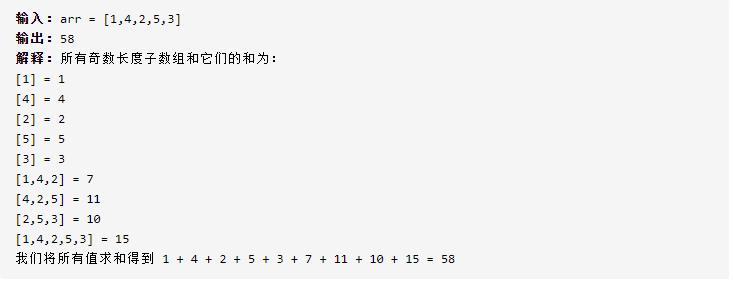 输入：arr = [1,4,2,5,3]
输出：58
解释：所有奇数长度子数组和它们的和为：
[1] = 1
[4] = 4
[2] = 2
[5] = 5
[3] = 3
[1,4,2] = 7
[4,2,5] = 11
[2,5,3] = 10
[1,4,2,5,3] = 15
我们将所有值求和得到 1 + 4 + 2 + 5 + 3 + 7 + 11 + 10 + 15 = 58